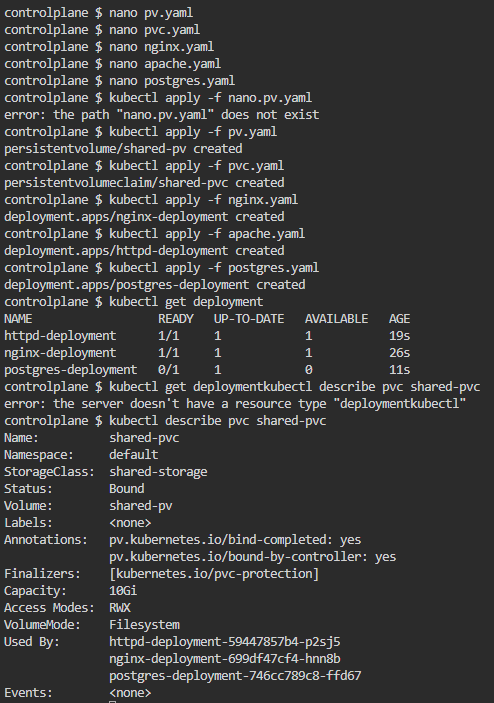 controlplane $ nano pv.yaml
controlplane $ nano pvc.yaml
controlplane $ nano nginx.yaml
controlplane $ nano apache.yaml
controlplane $ nano postgres.yaml
controlplane $ kubectl apply -f nano.pv.yaml
error: the path "nano.pv.yaml" does not exist
controlplane $ kubectl apply -f pv.yaml
persistentvolume/shared-pv created
controlplane $ kubectl apply -f pvc.yaml
persistentvolumeclaim/shared-pvc created
controlplane $ kubectl apply -f nginx.yaml
deployment.apps/nginx-deployment created
controlplane $ kubectl apply -f apache.yaml
deployment.apps/httpd-deployment created
controlplane $ kubectl apply -f postgres.yaml
deployment.apps/postgres-deployment created
controlplane $ kubectl get deployment
NAME                  READY   UP-TO-DATE   AVAILABLE   AGE
httpd-deployment      1/1     1            1           19s
nginx-deployment      1/1     1            1           26s
postgres-deployment   0/1     1            0           11s
controlplane $ kubectl get deploymentkubectl describe pvc shared-pvc
error: the server doesn't have a resource type "deploymentkubectl"
controlplane $ kubectl describe pvc shared-pvc
Name:          shared-pvc
Namespace:     default
StorageClass:  shared-storage
Status:        Bound
Volume:        shared-pv
Labels:        <none>
Annotations:   pv.kubernetes.io/bind-completed: yes
               pv.kubernetes.io/bound-by-controller: yes
Finalizers:    [kubernetes.io/pvc-protection]
Capacity:      10Gi
Access Modes:  RWX
VolumeMode:    Filesystem
Used By:       httpd-deployment-59447857b4-p2sj5
               nginx-deployment-699df47cf4-hnn8b
               postgres-deployment-746cc789c8-ffd67
Events:        <none>